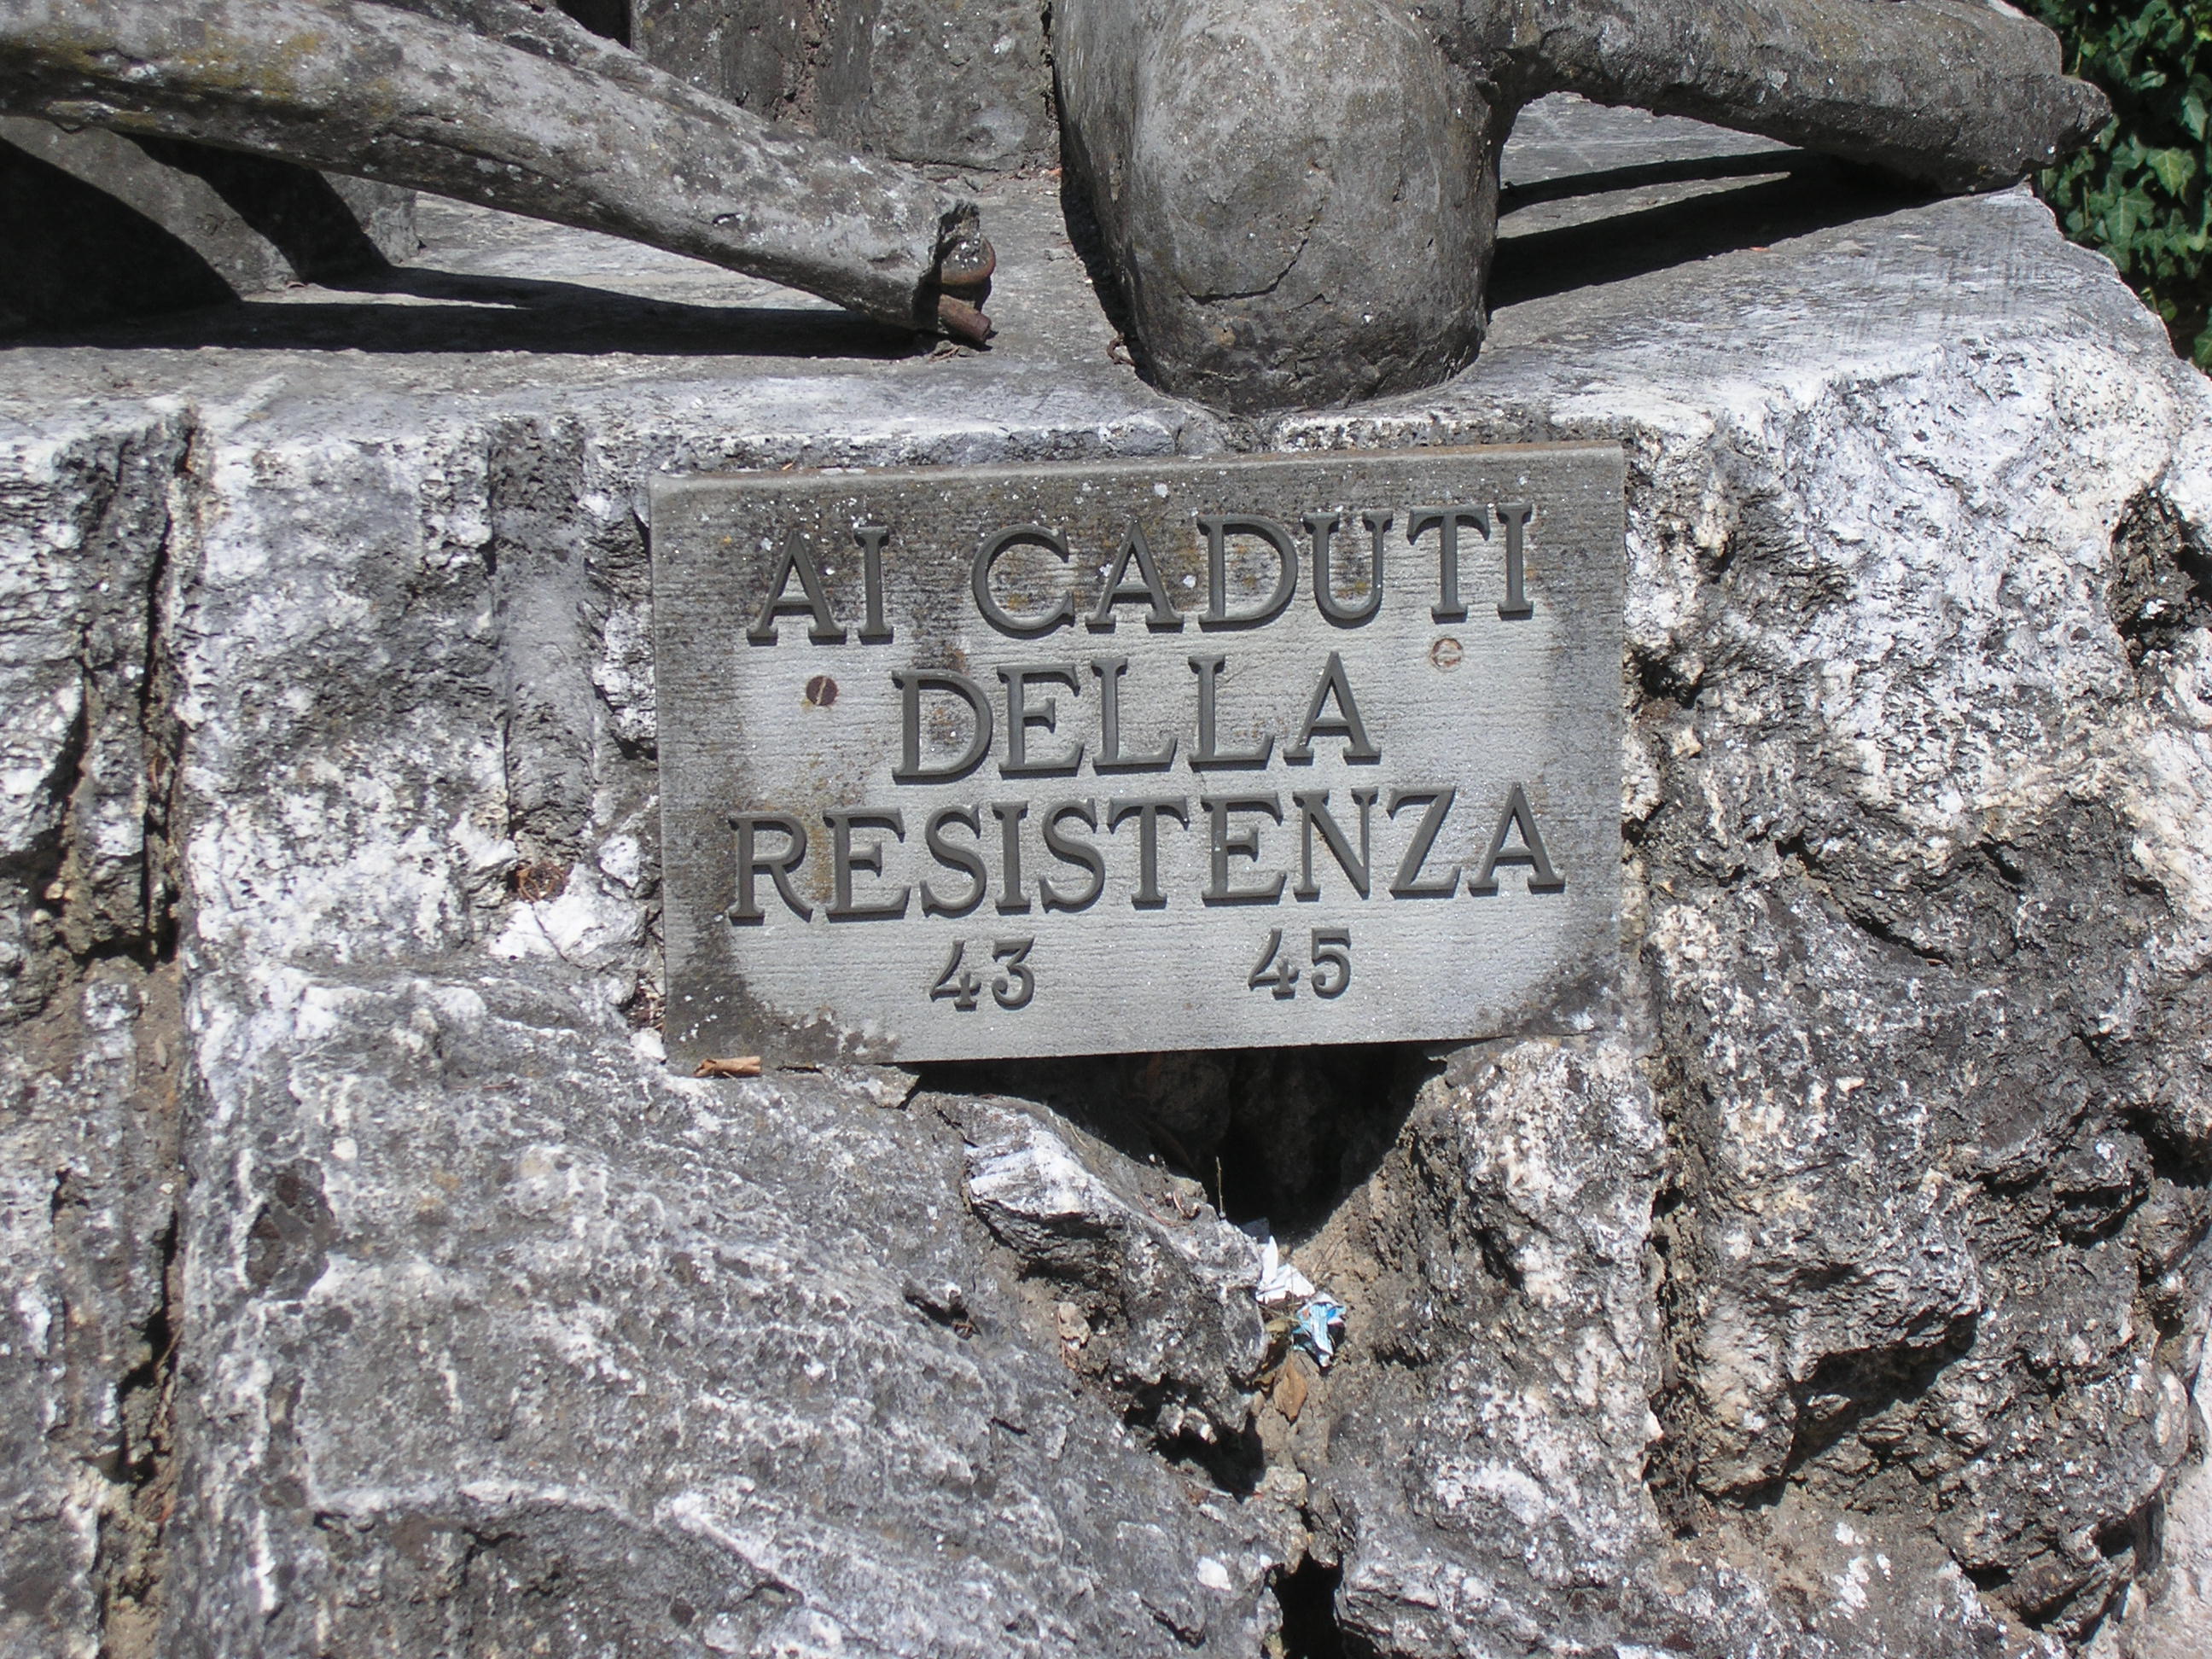 AI CADUTI
DELLA
RESISTENZA
43 45